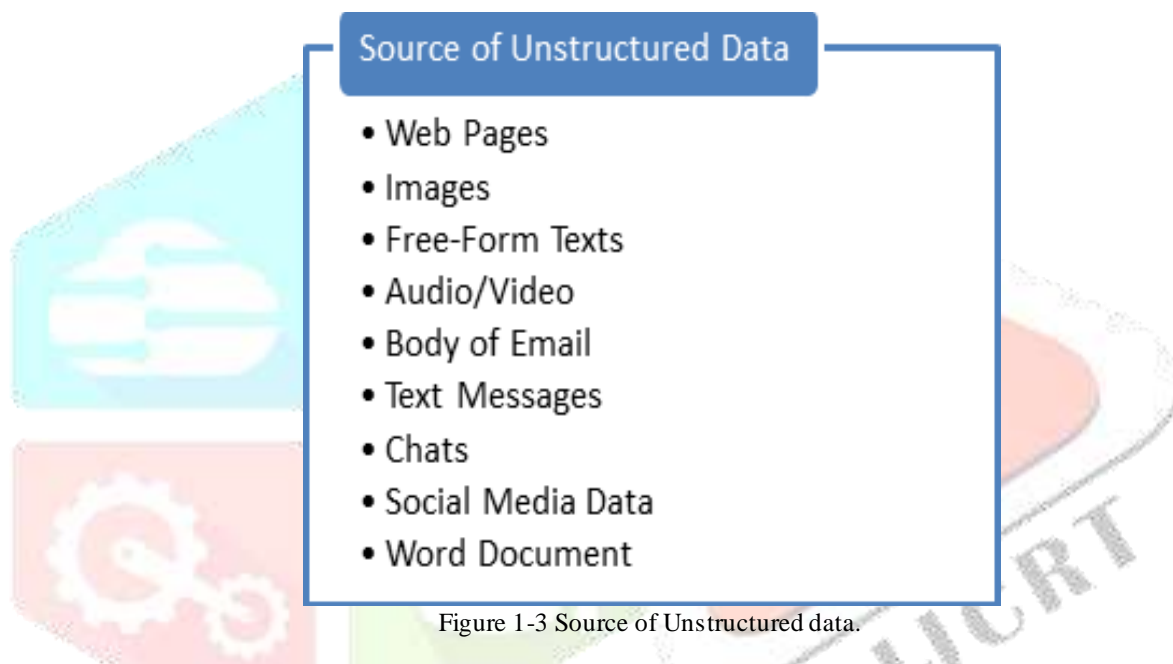 Source of Unstructured Data
• Web Pages
• Images
• Free-Form Texts
• Audio/Video
• Body of Email
• Text Messages
• Chats
• Social Media Data
• Word Document
Figure 1-3 Source of Unstructured data.
IJCRT